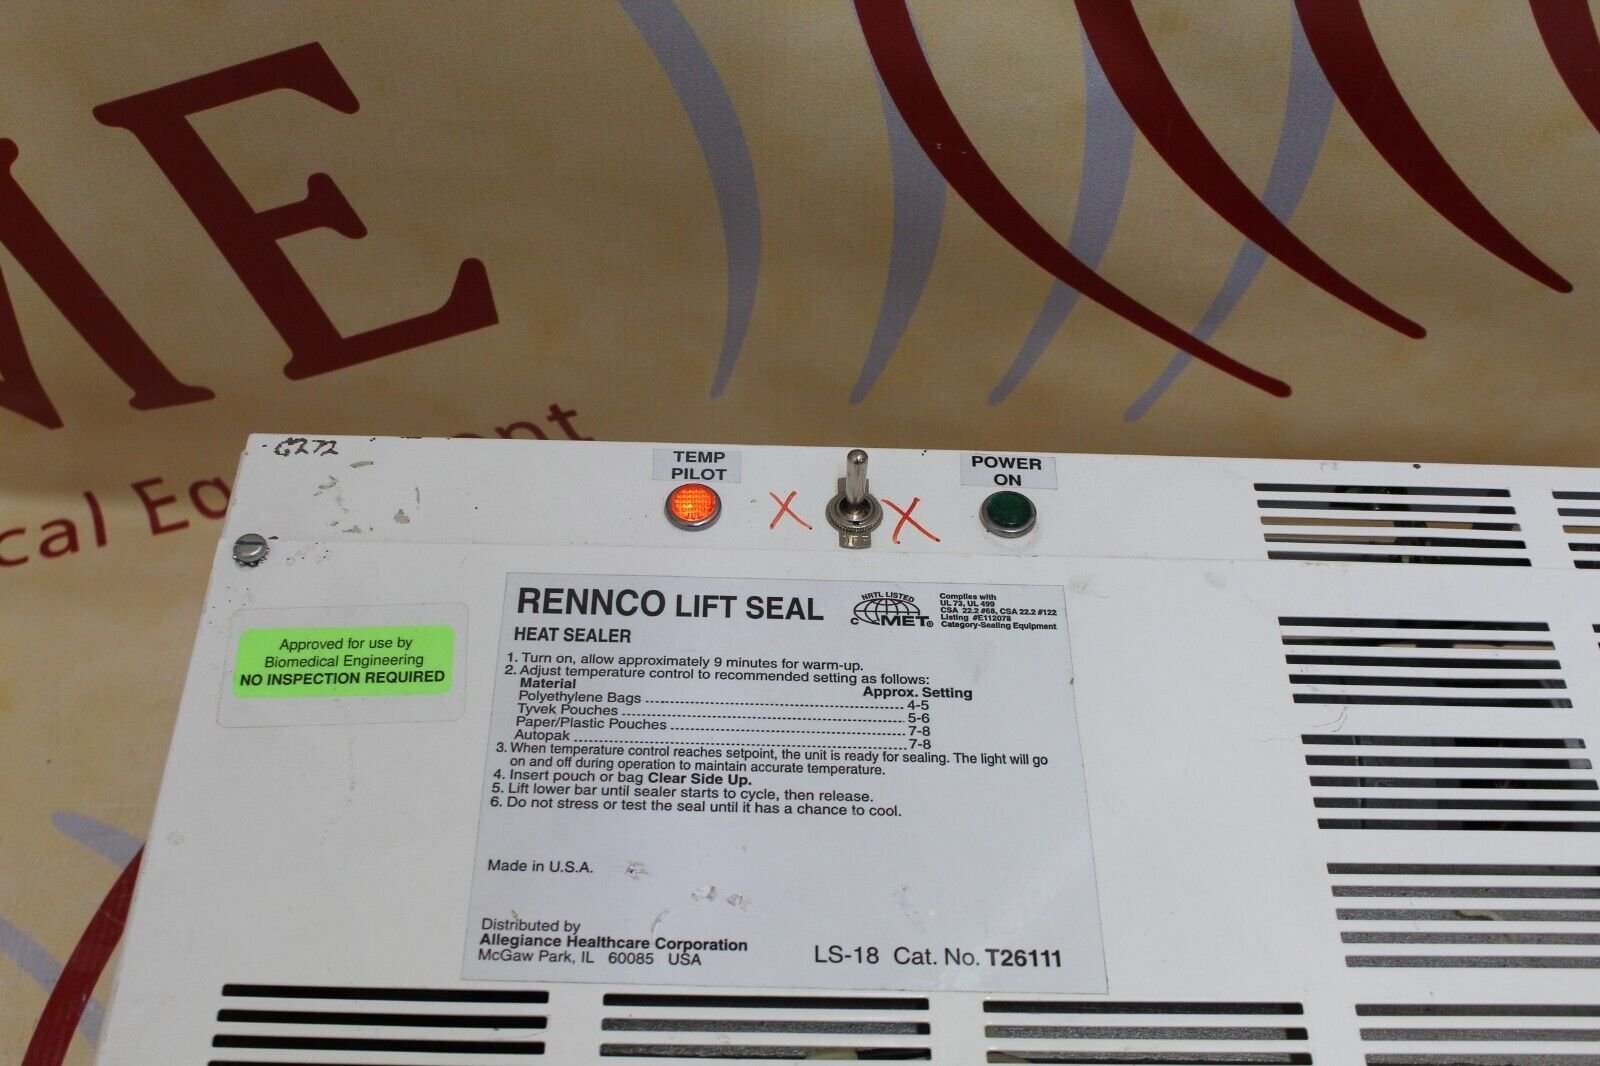 ME
cal Eq ent
G272
TEMP
PILOT
X X
POWER
ON
Approved for use by
Biomedical Engineering
NO INSPECTION REQUIRED
RENNCO LIFT SEAL
HEAT SEALER
NRTL LISTED
C MET
Complies with
UL 73, UL 499
CSA 22.2 #68, CSA 22.2 #122
Listing #E112078
Category-Sealing Equipment
1. Turn on, allow approximately 9 minutes for warm-up.
2. Adjust temperature control to recommended setting as follows:
Material Approx. Setting
Polyethylene Bags 4-5
Tyvek Pouches 5-6
Paper/Plastic Pouches 7-8
Autopak 7-8
3. When temperature control reaches setpoint, the unit is ready for sealing. The light will go
on and off during operation to maintain accurate temperature.
4. Insert pouch or bag Clear Side Up.
5. Lift lower bar until sealer starts to cycle, then release.
6. Do not stress or test the seal until it has a chance to cool.
Made in U.S.A.
Distributed by
Allegiance Healthcare Corporation
McGaw Park, IL 60085 USA
LS-18 Cat. No. T26111